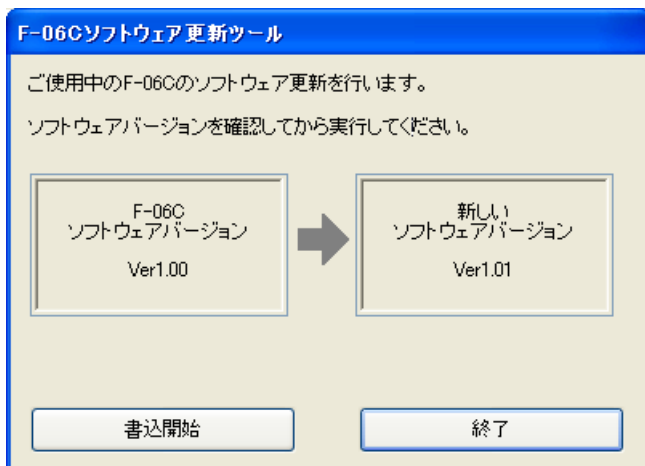 F-06Cソフトウェア更新ツール
ご使用中のF-06Cのソフトウェア更新を行います。
ソフトウェアバージョンを確認してから実行してください。
F-06C
ソフトウェアバージョン
Ver1.00
新しい
ソフトウェアバージョン
Ver1.01
書込開始
終了